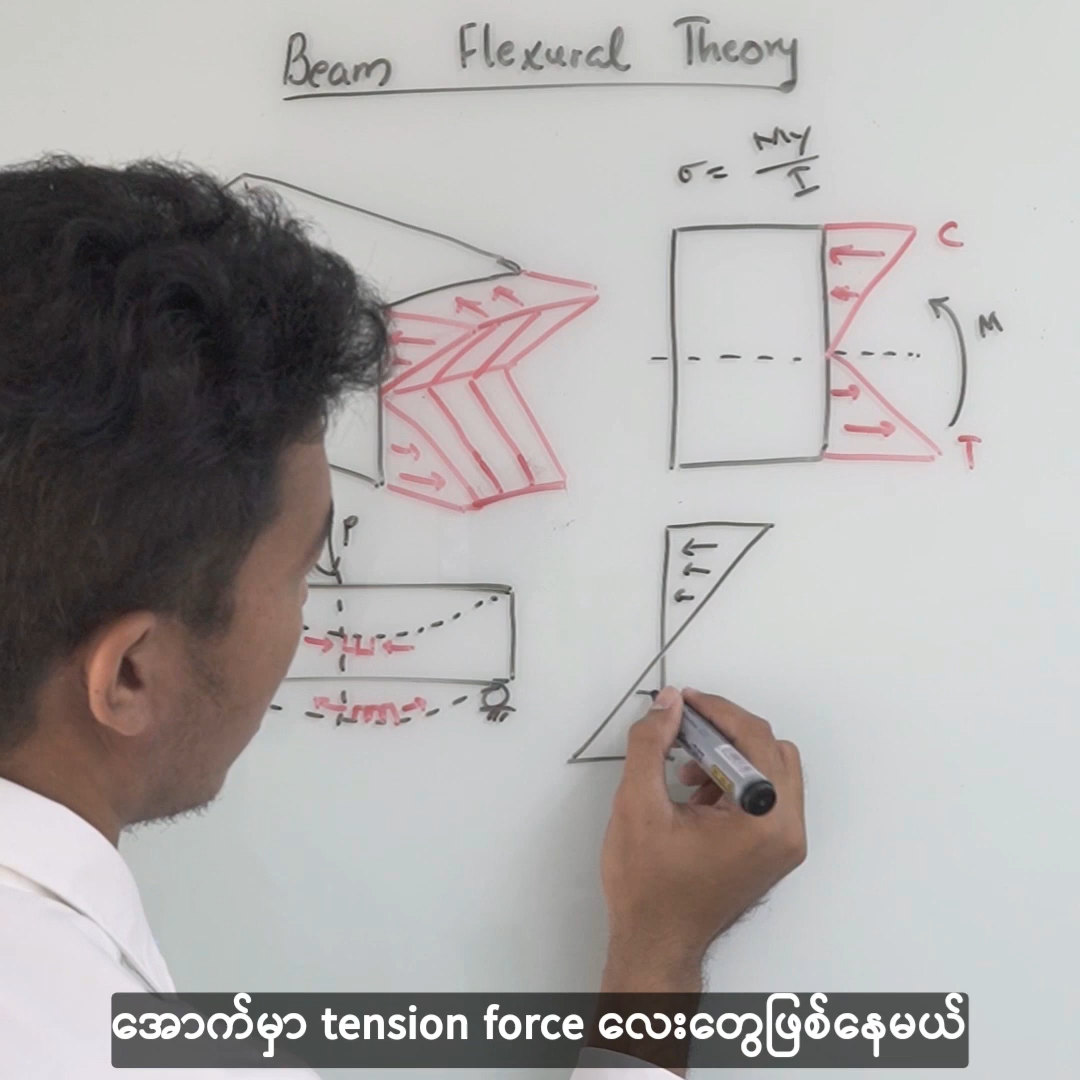 Beam Flexural Theory
σ = My/I
C
M
T
P
အောက်မှာ tension force လေးတွေဖြစ်နေမယ်